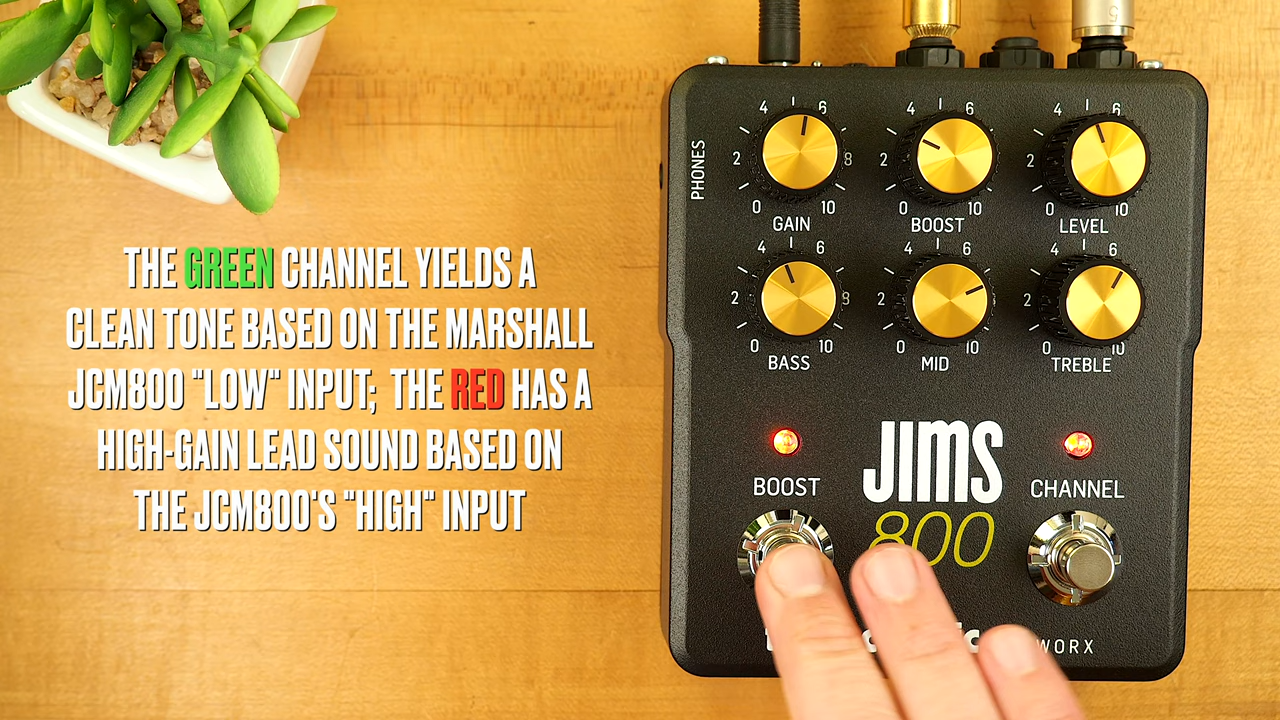 THE GREEN CHANNEL YIELDS A
CLEAN TONE BASED ON THE MARSHALL
JCM800 "LOW" INPUT; THE RED HAS A
HIGH-GAIN LEAD SOUND BASED ON
THE JCM800'S "HIGH" INPUT
PHONES
4 6
2 8
0 10
GAIN
4 6
2
0 10
BOOST
4 6
2
0 10
LEVEL
4 6
2 8
0 10
BASS
4 6
2
0 10
MID
4 6
2
0 10
TREBLE
JIMS
800
BOOST
CHANNEL
WORX
5